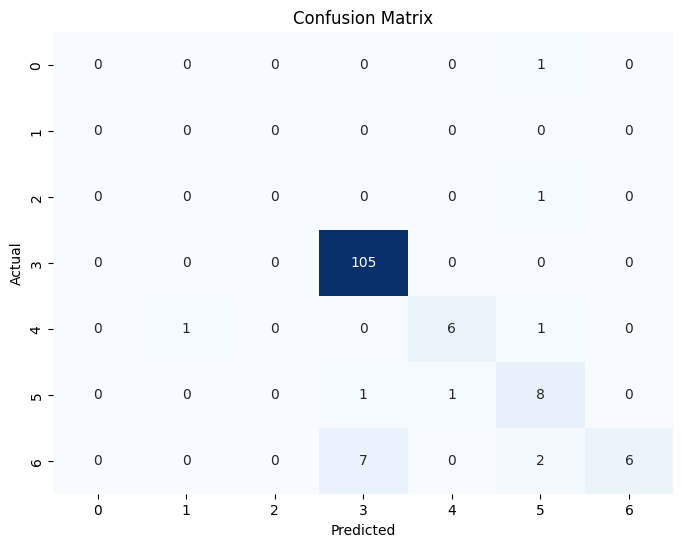 Confusion Matrix
Actual
0 0 0 0 0 0 1 0
1 0 0 0 0 0 0 0
2 0 0 0 0 0 1 0
3 0 0 0 105 0 0 0
4 0 1 0 0 6 1 0
5 0 0 0 1 1 8 0
6 0 0 0 7 0 2 6
0 1 2 3 4 5 6
Predicted